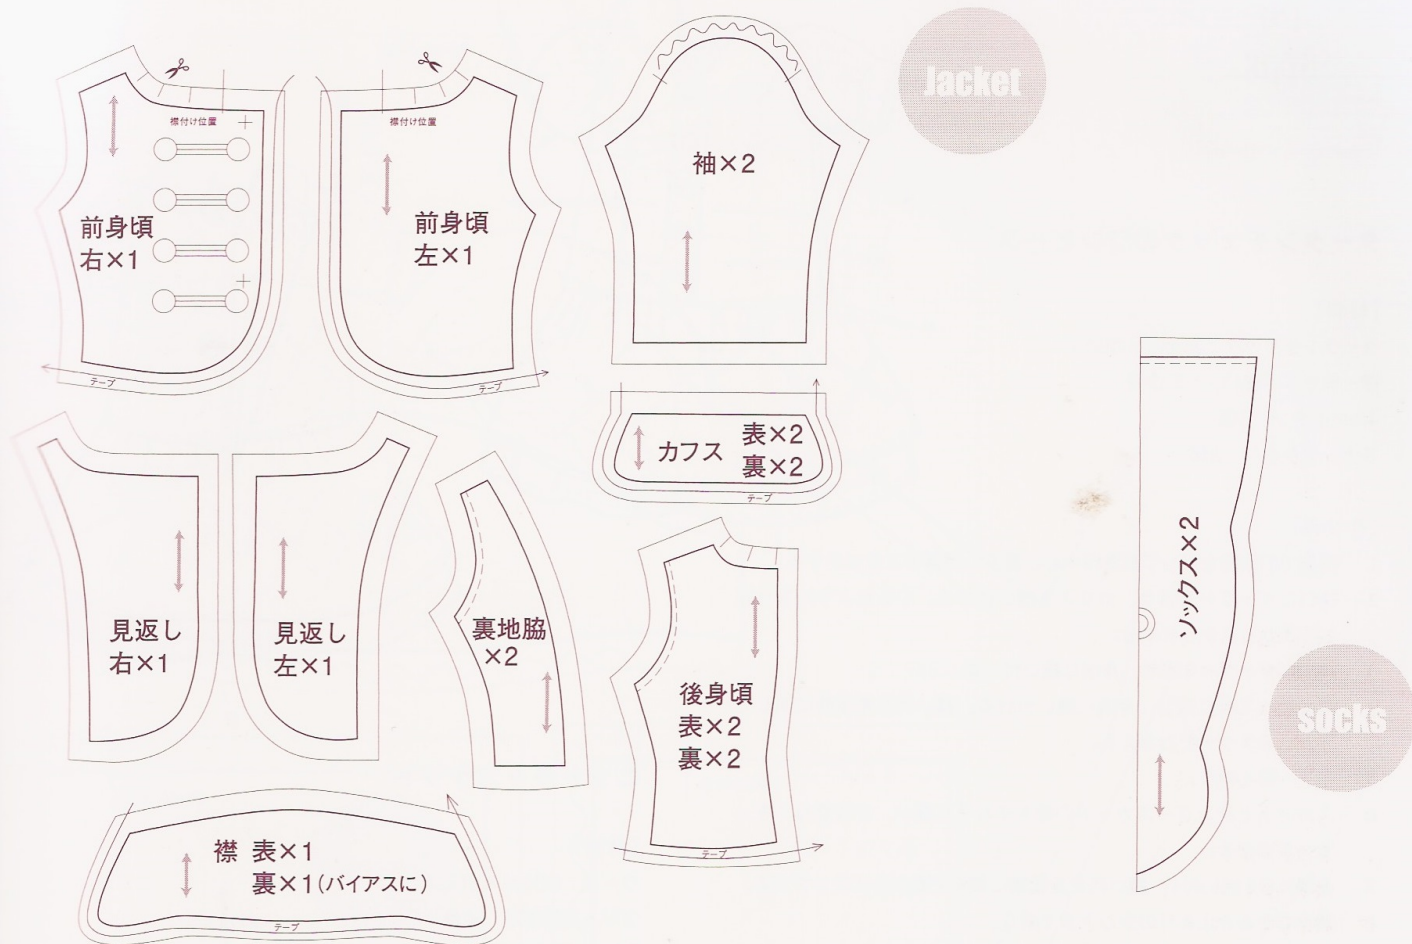 Jacket
襟付け位置
襟付け位置
前身頃
右×1
前身頃
左×1
テープ
テープ
袖×2
カフス
表×2
裏×2
テープ
見返し
右×1
見返し
左×1
裏地脇
×2
後身頃
表×2
裏×2
テープ
襟 表×1
裏×1(バイアスに)
テープ
ソックス×2
socks